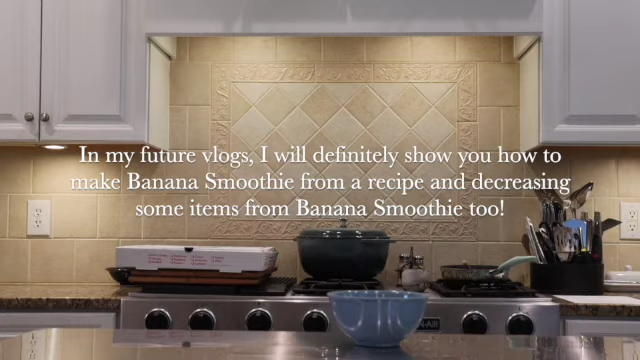 In my future vlogs, I will definitely show you how to
make Banana Smoothie from a recipe and decreasing
some items from Banana Smoothie too!